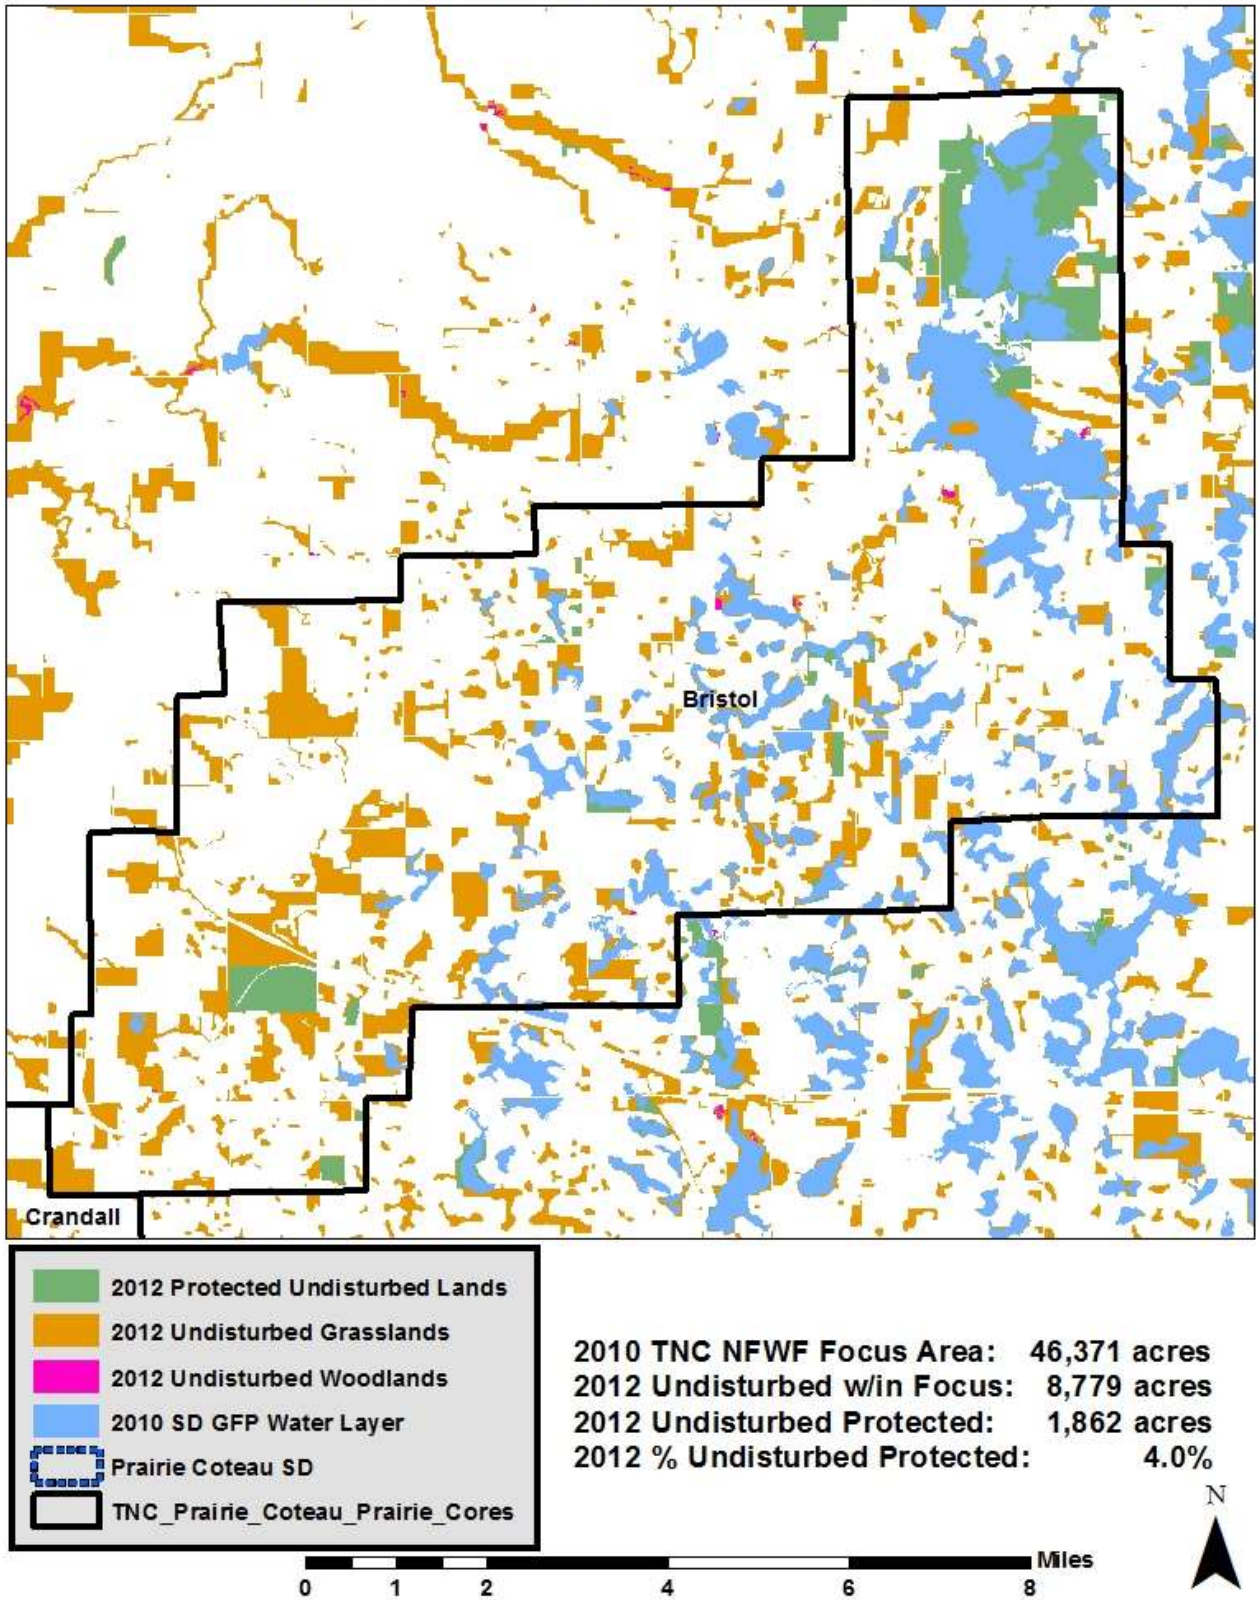 Bristol
Crandall
2012 Protected Undisturbed Lands
2012 Undisturbed Grasslands
2012 Undisturbed Woodlands
2010 SD GFP Water Layer
Prairie Coteau SD
TNC_Prairie_Coteau_Prairie_Cores
2010 TNC NFWF Focus Area: 46,371 acres
2012 Undisturbed w/in Focus: 8,779 acres
2012 Undisturbed Protected: 1,862 acres
2012 % Undisturbed Protected: 4.0%
N
Miles
0 1 2 4 6 8